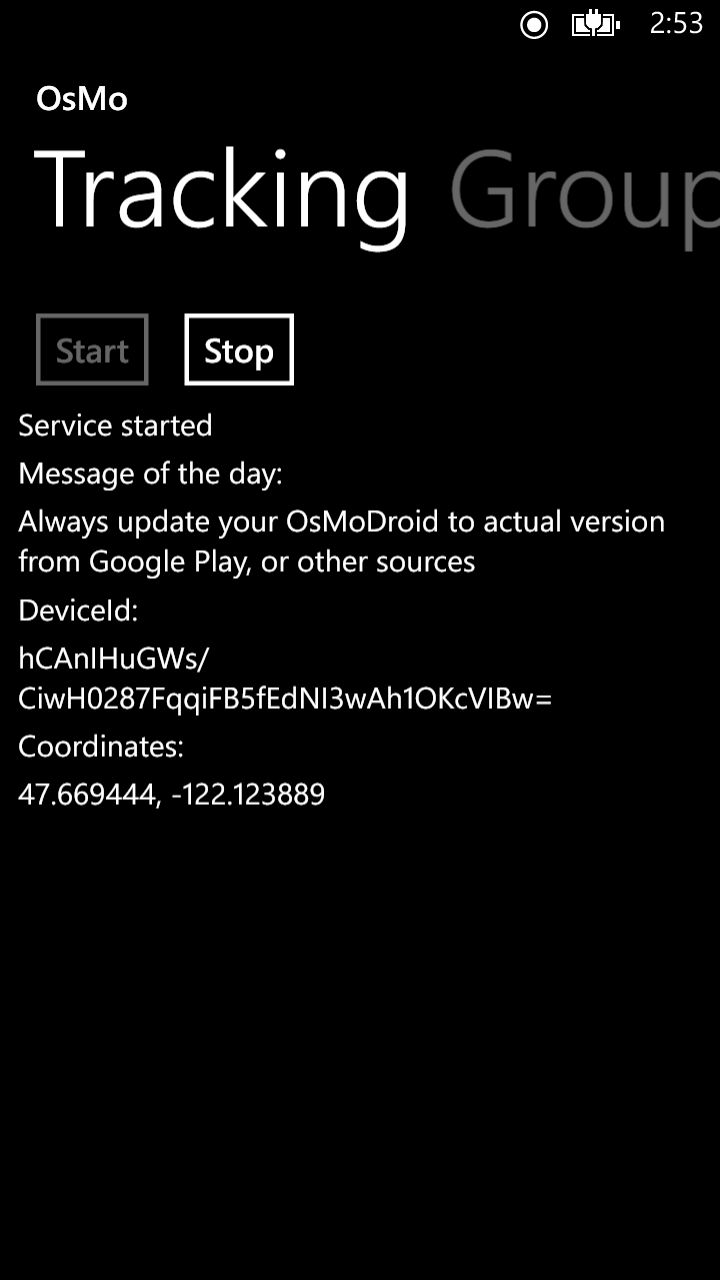 2:53
OsMo
Tracking Group
Start Stop
Service started
Message of the day:
Always update your OsMoDroid to actual version
from Google Play, or other sources
DeviceId:
hCAnIHuGWs/
CiwH0287FqqiFB5fEdNI3wAh1OKcVIBw=
Coordinates:
47.669444, -122.123889